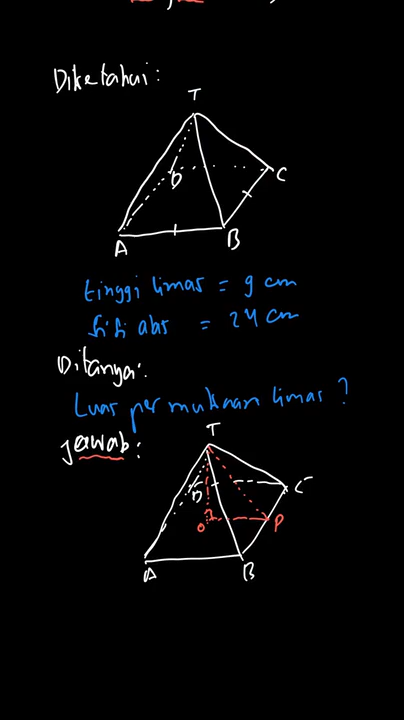 Diketahui:
T
D
C
A
B
tinggi limas = 9 cm
sisi alas = 24 cm
Ditanya:
Luas permukaan limas ?
Jawab:
T
D
C
O
P
A
B